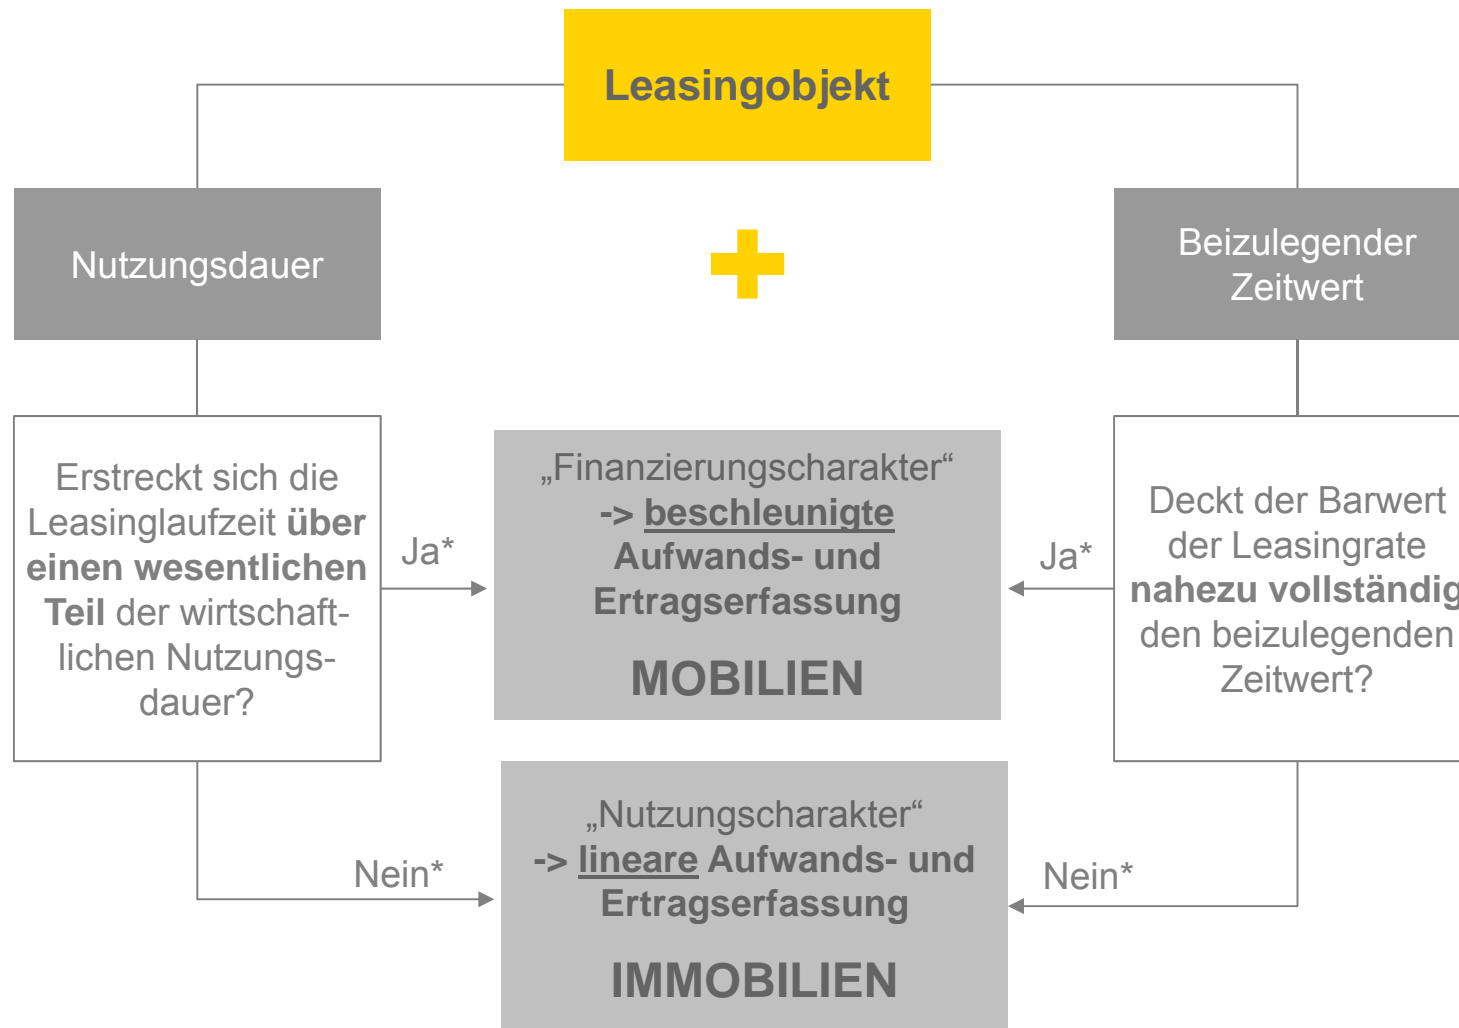 Leasingobjekt
Nutzungsdauer
Beizulegender
Zeitwert
Erstreckt sich die
Leasinglaufzeit über
einen wesentlichen
Teil der wirtschaft-
lichen Nutzungs-
dauer?
Ja*
„Finanzierungscharakter“
-> beschleunigte
Aufwands- und
Ertragserfassung
MOBILIEN
Ja*
Deckt der Barwert
der Leasingrate
nahezu vollständig
den beizulegenden
Zeitwert?
Nein*
„Nutzungscharakter“
-> lineare Aufwands- und
Ertragserfassung
IMMOBILIEN
Nein*